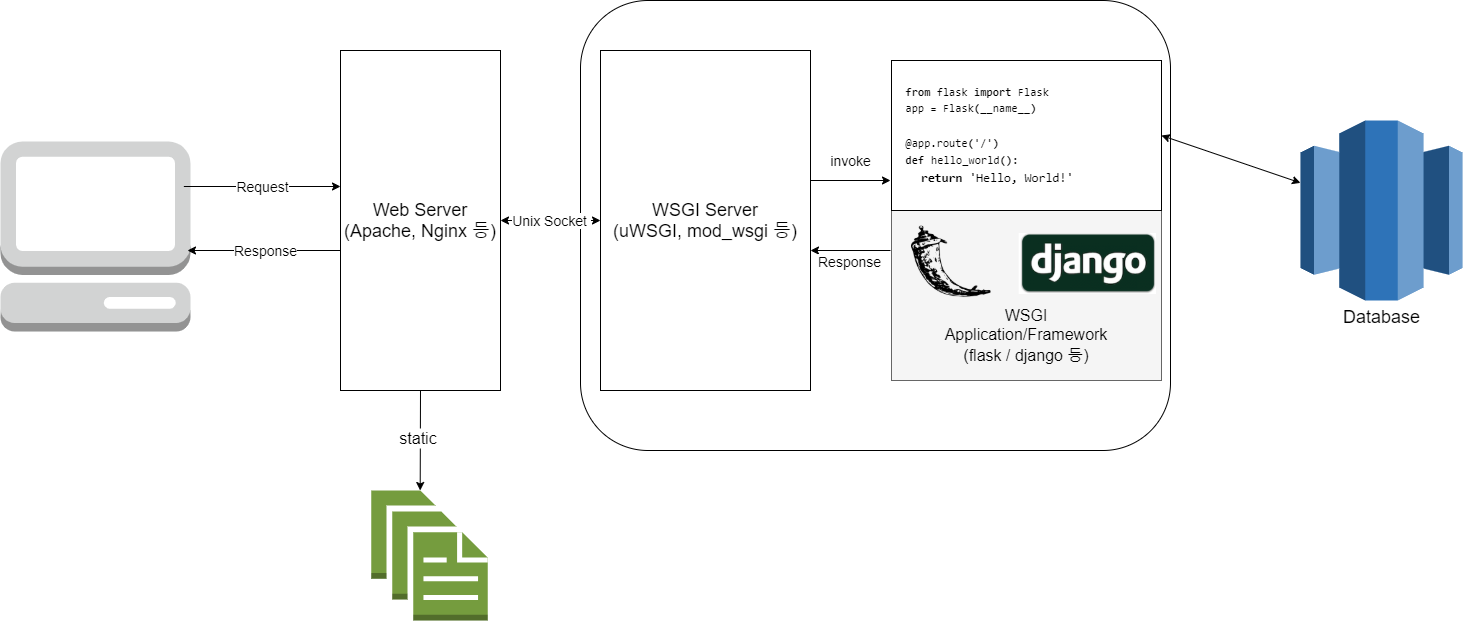 Request
Response
Web Server
(Apache, Nginx 등)
Unix Socket
static
WSGI Server
(uWSGI, mod_wsgi 등)
invoke
Response
from flask import Flask
app = Flask(__name__)
@app.route('/')
def hello_world():
return 'Hello, World!'
django
WSGI
Application/Framework
(flask / django 등)
Database